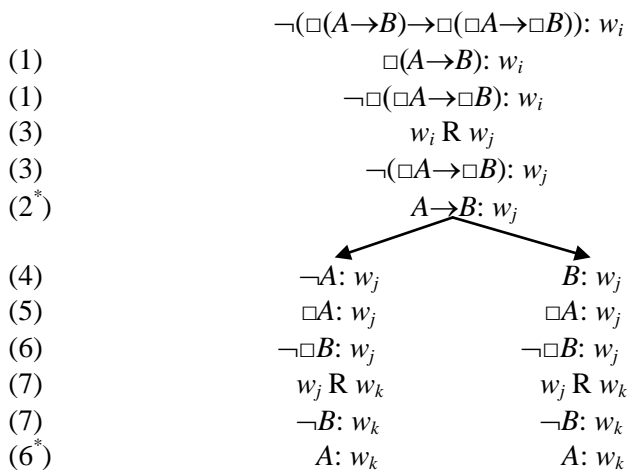 ¬(□(A→B)→□(□A→□B)): wi
(1) □(A→B): wi
(1) ¬□(□A→□B): wi
(3) wi R wj
(3) ¬(□A→□B): wj
(2*) A→B: wj
(4) ¬A: wj B: wj
(5) □A: wj □A: wj
(6) ¬□B: wj ¬□B: wj
(7) wj R wk wj R wk
(7) ¬B: wk ¬B: wk
(6*) A: wk A: wk